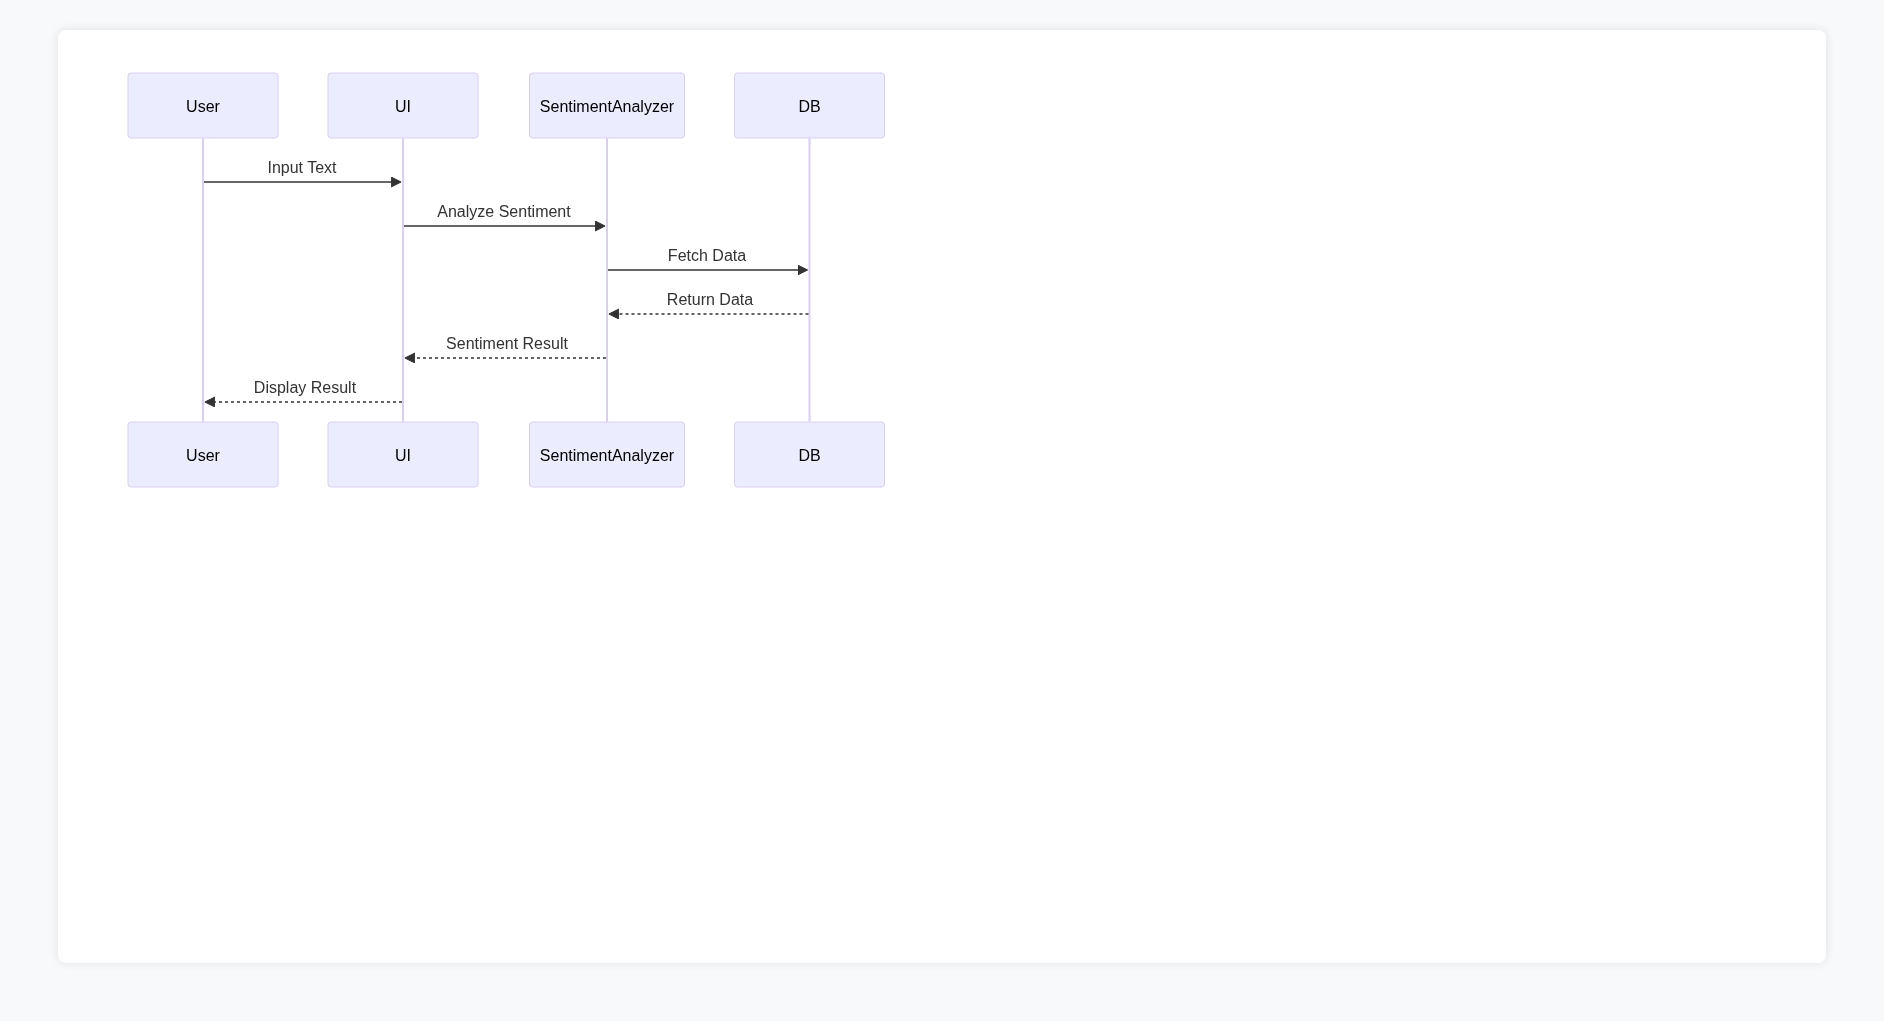 User
UI
SentimentAnalyzer
DB
Input Text
Analyze Sentiment
Fetch Data
Return Data
Sentiment Result
Display Result
User
UI
SentimentAnalyzer
DB